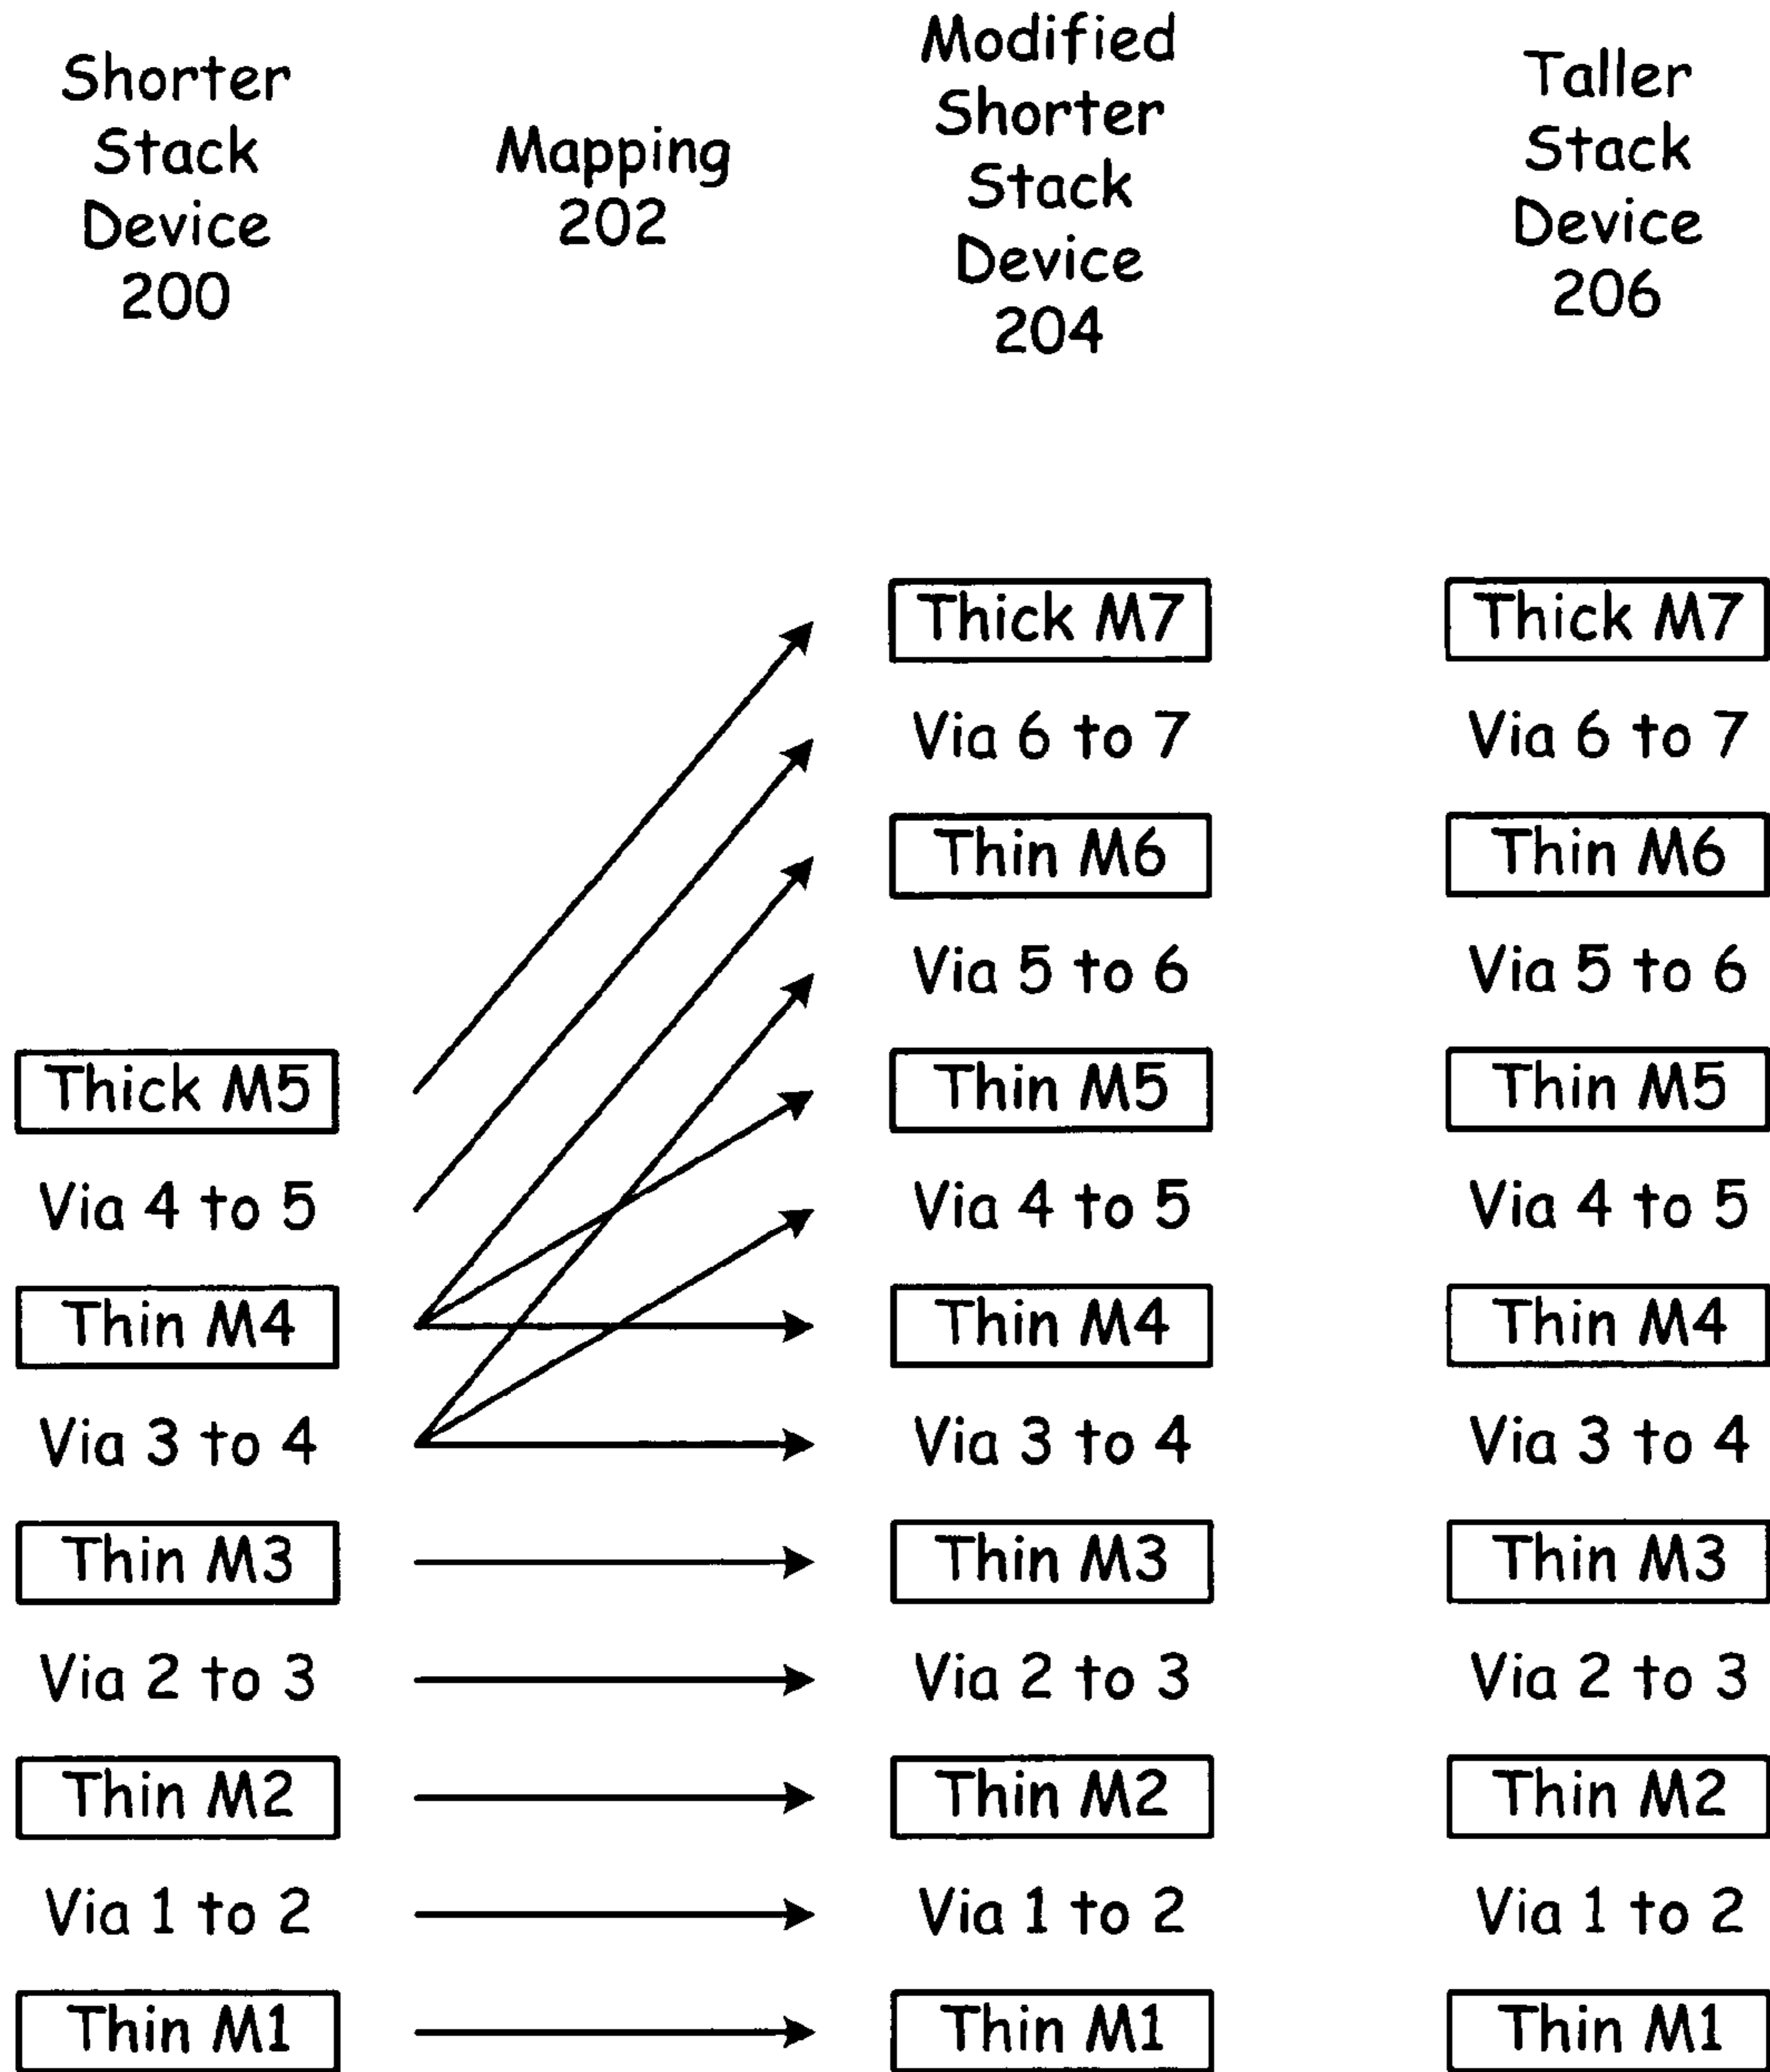 Shorter
Stack
Device
200
Mapping
202
Modified
Shorter
Stack
Device
204
Taller
Stack
Device
206
Thick M7
Thick M7
Via 6 to 7
Via 6 to 7
Thin M6
Thin M6
Via 5 to 6
Via 5 to 6
Thick M5
Thin M5
Thin M5
Via 4 to 5
Via 4 to 5
Via 4 to 5
Thin M4
Thin M4
Thin M4
Via 3 to 4
Via 3 to 4
Via 3 to 4
Thin M3
Thin M3
Thin M3
Via 2 to 3
Via 2 to 3
Via 2 to 3
Thin M2
Thin M2
Thin M2
Via 1 to 2
Via 1 to 2
Via 1 to 2
Thin M1
Thin M1
Thin M1